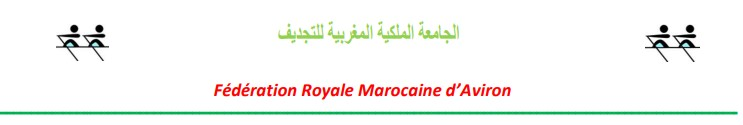 الجامعة الملكية المغربية للتجديف
Fédération Royale Marocaine d’Aviron